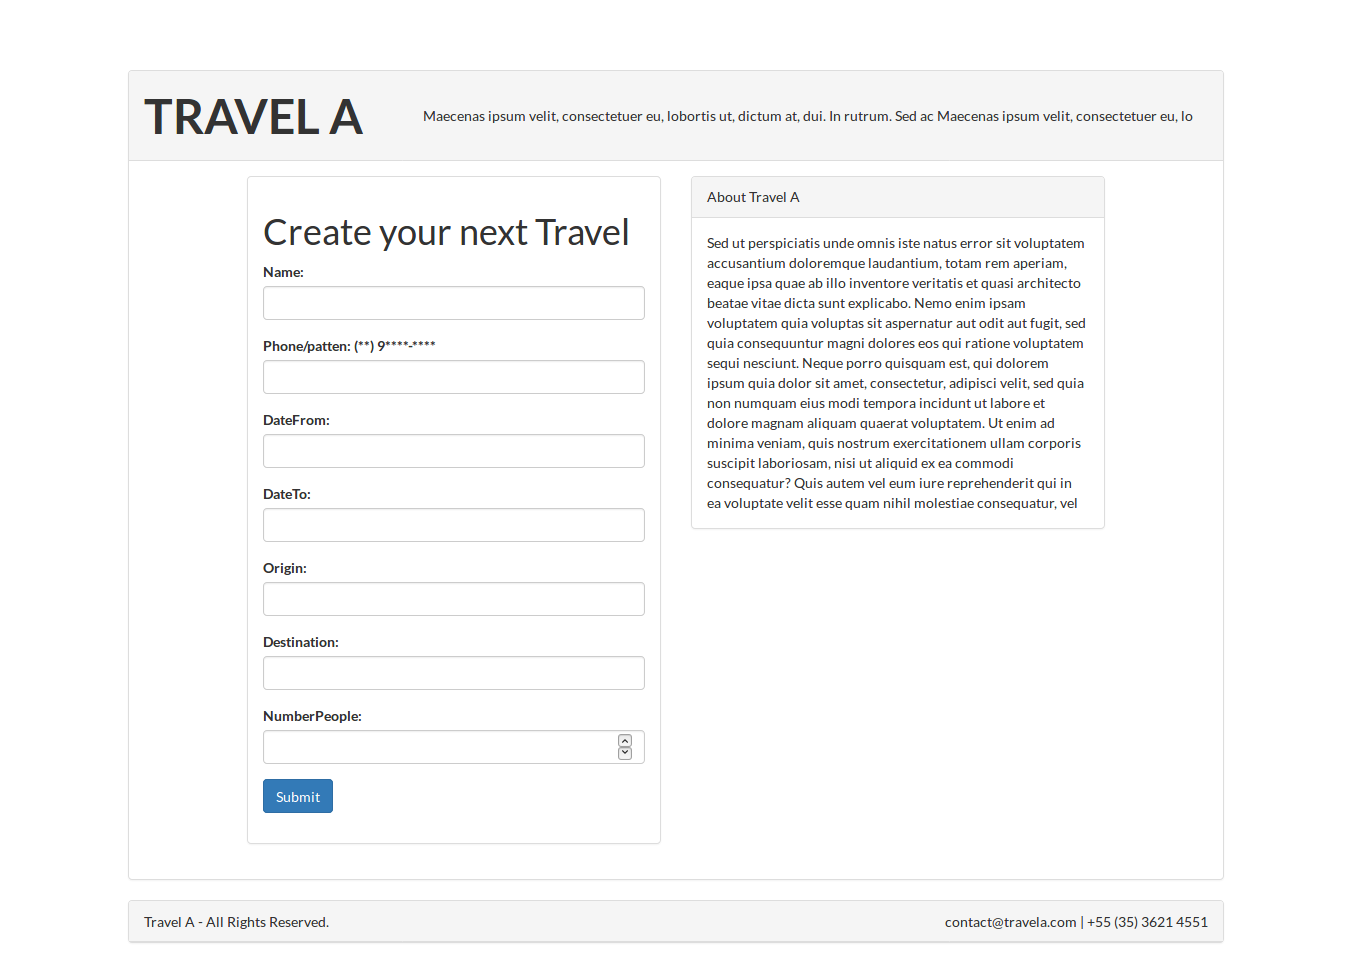 TRAVEL A
Maecenas ipsum velit, consectetuer eu, lobortis ut, dictum at, dui. In rutrum. Sed ac Maecenas ipsum velit, consectetuer eu, lo
Create your next Travel
Name:
Phone/patten: (**) 9****-****
DateFrom:
DateTo:
Origin:
Destination:
NumberPeople:
Submit
About Travel A
Sed ut perspiciatis unde omnis iste natus error sit voluptatem
accusantium doloremque laudantium, totam rem aperiam,
eaque ipsa quae ab illo inventore veritatis et quasi architecto
beatae vitae dicta sunt explicabo. Nemo enim ipsam
voluptatem quia voluptas sit aspernatur aut odit aut fugit, sed
quia consequuntur magni dolores eos qui ratione voluptatem
sequi nesciunt. Neque porro quisquam est, qui dolorem
ipsum quia dolor sit amet, consectetur, adipisci velit, sed quia
non numquam eius modi tempora incidunt ut labore et
dolore magnam aliquam quaerat voluptatem. Ut enim ad
minima veniam, quis nostrum exercitationem ullam corporis
suscipit laboriosam, nisi ut aliquid ex ea commodi
consequatur? Quis autem vel eum iure reprehenderit qui in
ea voluptate velit esse quam nihil molestiae consequatur, vel
Travel A - All Rights Reserved.
contact@travela.com | +55 (35) 3621 4551